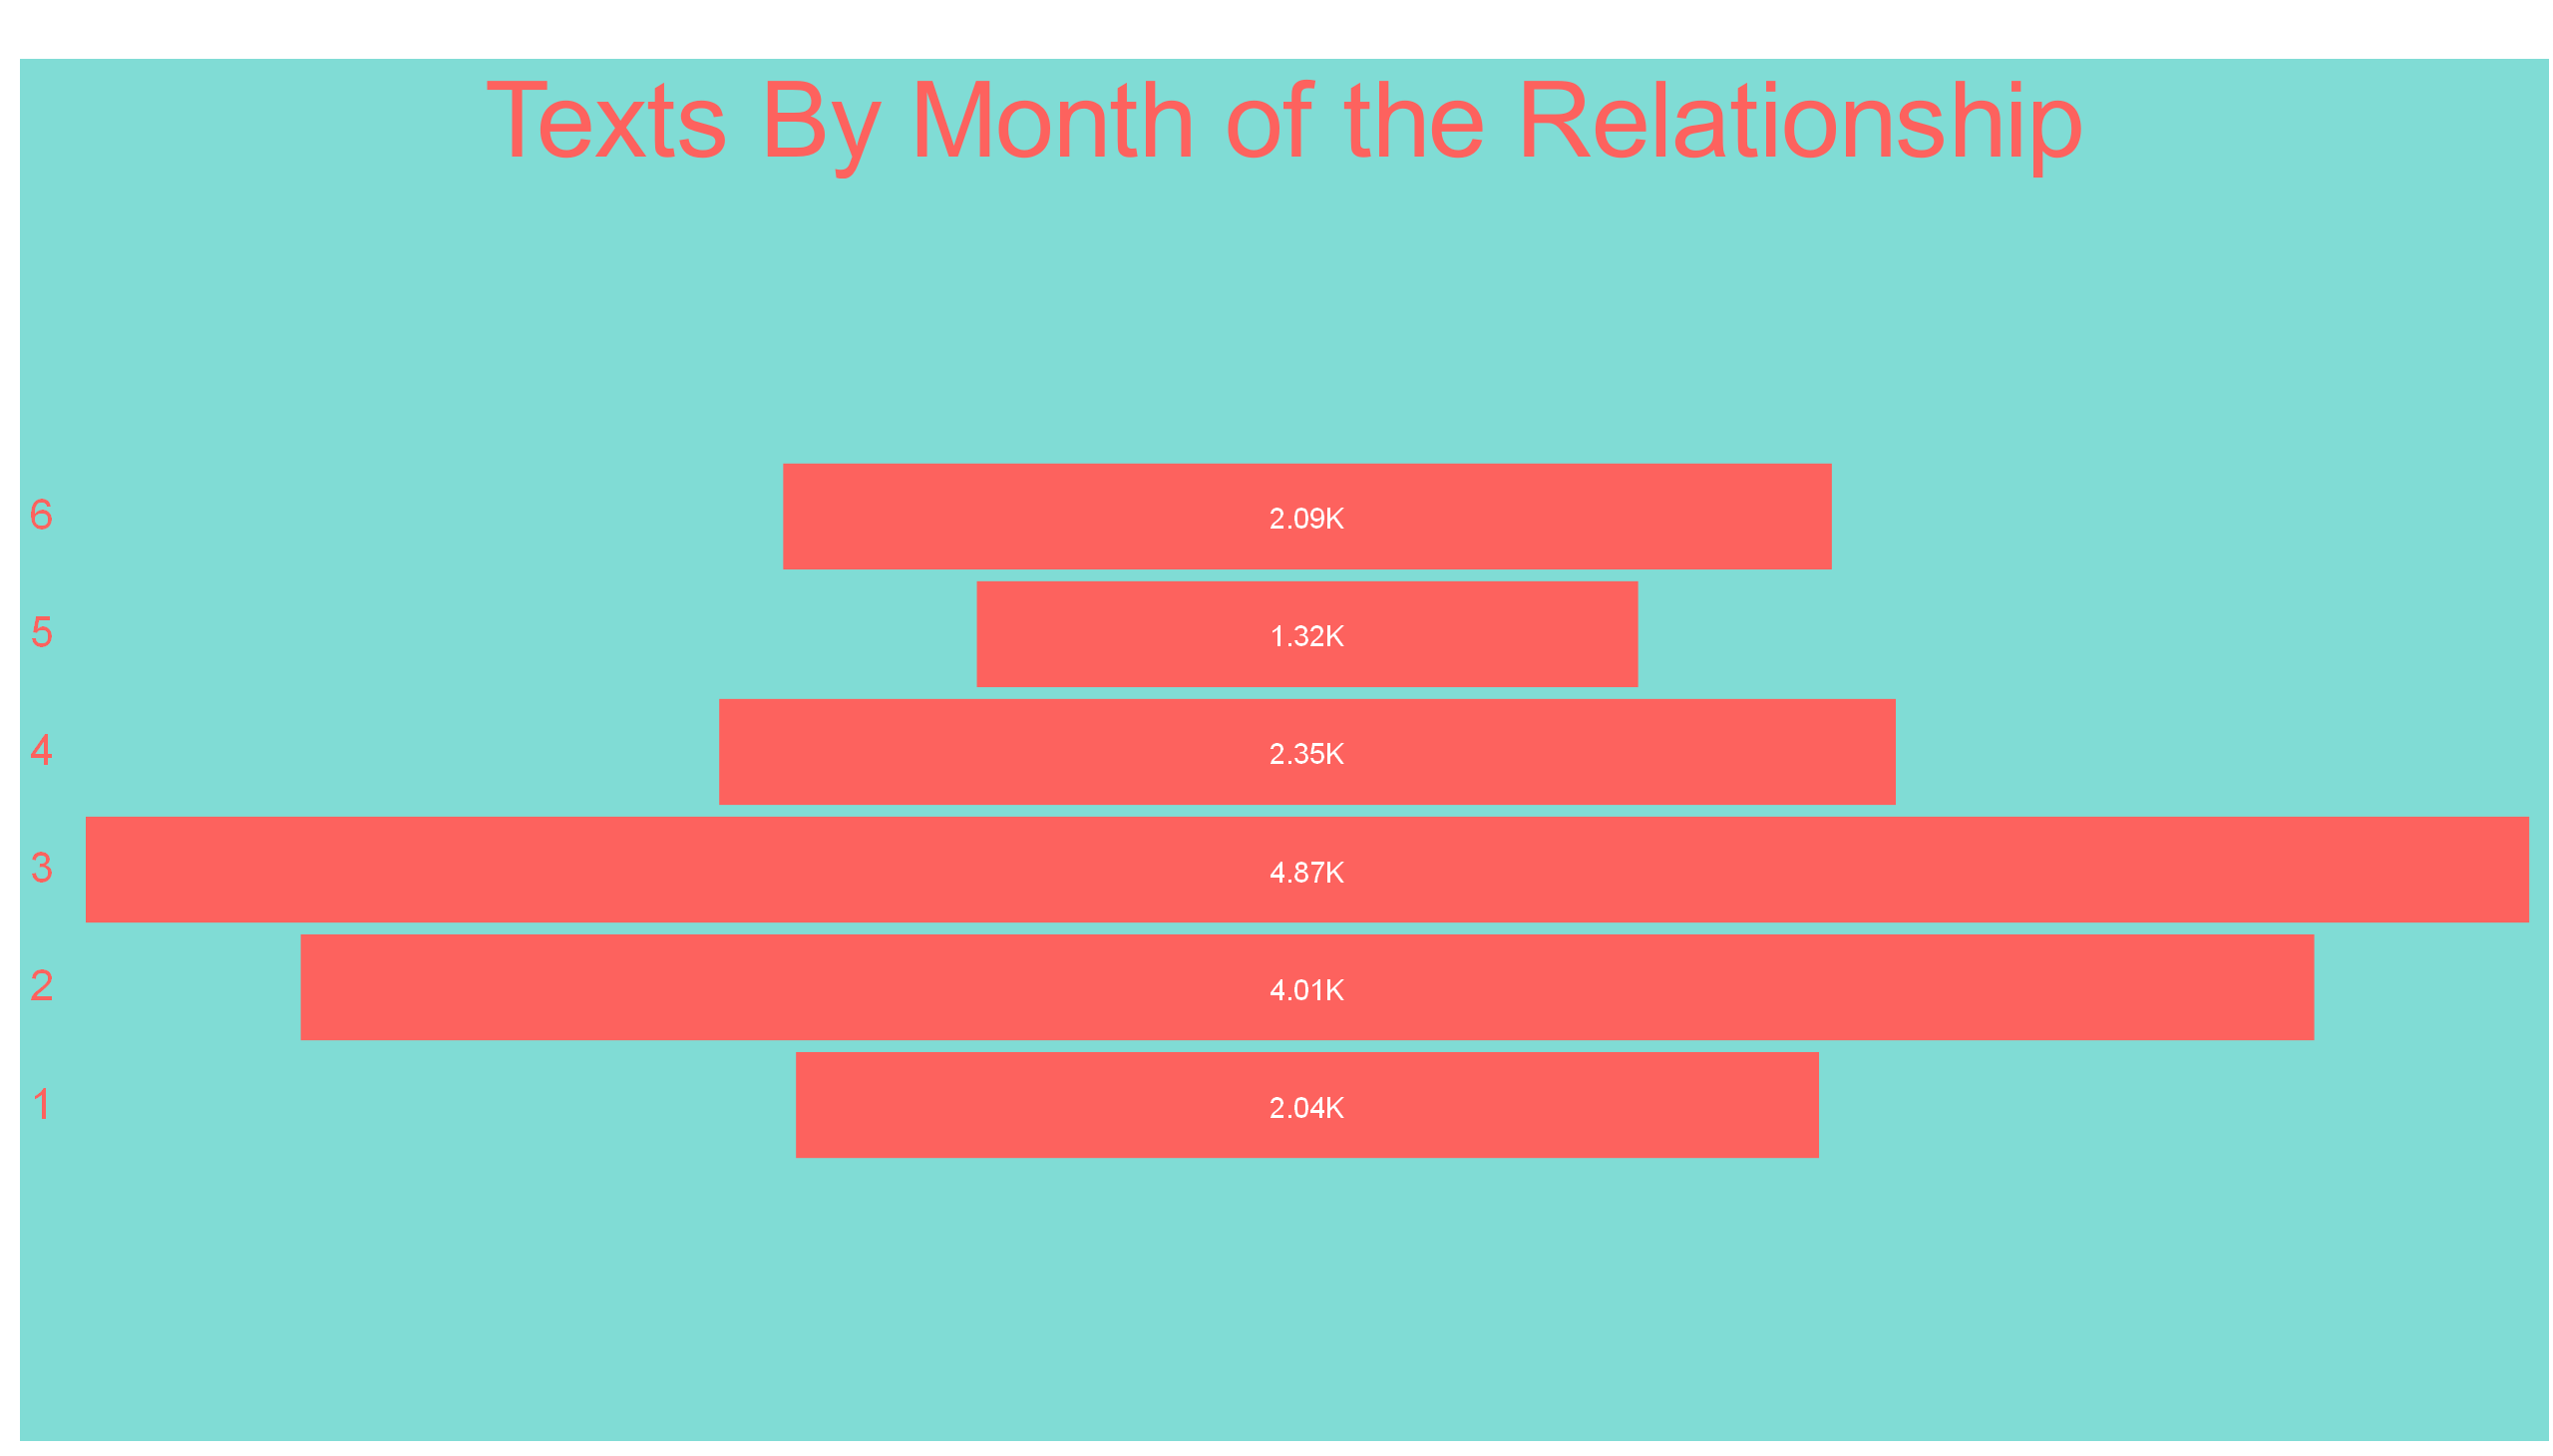 Texts By Month of the Relationship
6 2.09K
5 1.32K
4 2.35K
3 4.87K
2 4.01K
1 2.04K